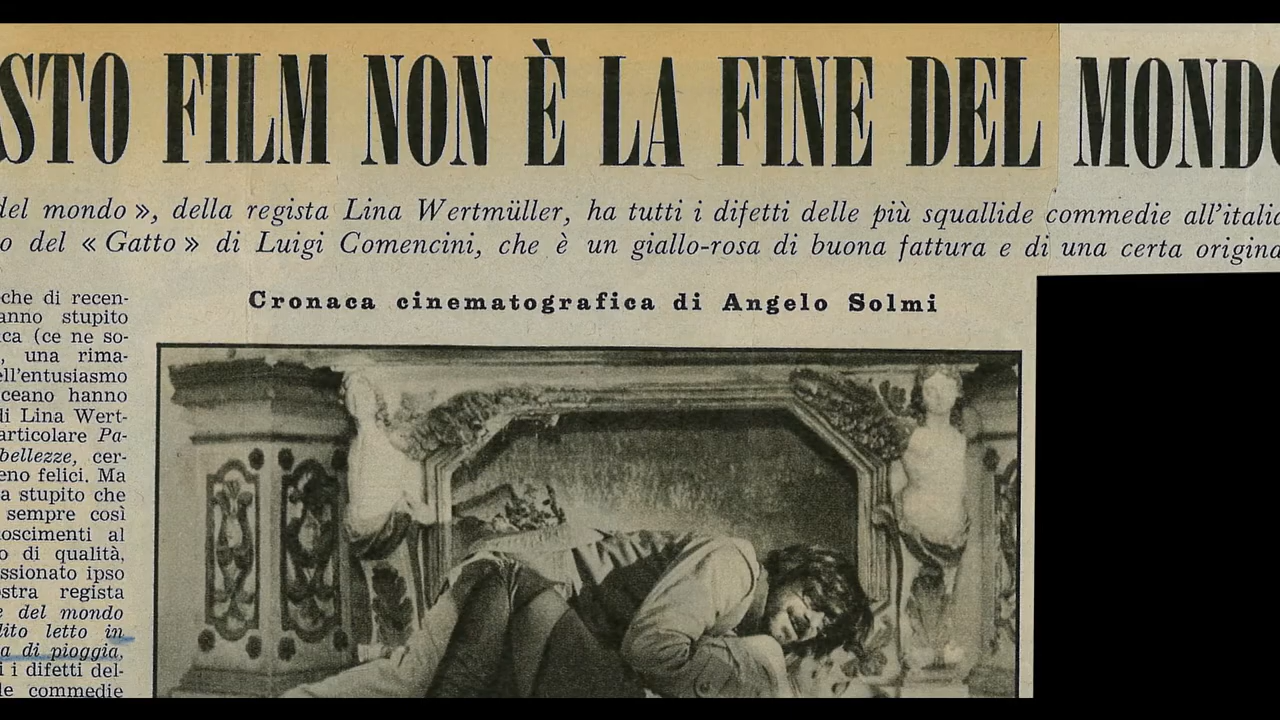 STO FILM NON È LA FINE DEL MONDO
del mondo », della regista Lina Wertmüller, ha tutti i difetti delle più squallide commedie all'italia
o del « Gatto » di Luigi Comencini, che è un giallo-rosa di buona fattura e di una certa origina
Cronaca cinematografica di Angelo Solmi
che di recen-
anno stupito
ca (ce ne so-
, una rima-
ell'entusiasmo
ceano hanno
di Lina Wert-
articolare Pa-
bellezze, cer-
eno felici. Ma
a stupito che
sempre così
oscimenti al
o di qualità,
ssionato ipso
stra regista
e del mondo
lito letto in
a di pioggia,
i i difetti del-
le commedie